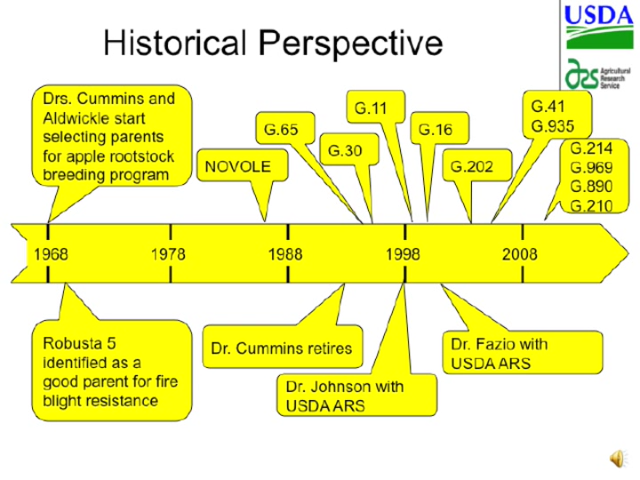 Historical Perspective
USDA
Agricultural
Research
Service
Drs. Cummins and
Aldwickle start
selecting parents
for apple rootstock
breeding program
NOVOLE
G.65
G.30
G.11
G.16
G.202
G.41
G.935
G.214
G.969
G.890
G.210
1968
1978
1988
1998
2008
Robusta 5
identified as a
good parent for fire
blight resistance
Dr. Cummins retires
Dr. Johnson with
USDA ARS
Dr. Fazio with
USDA ARS